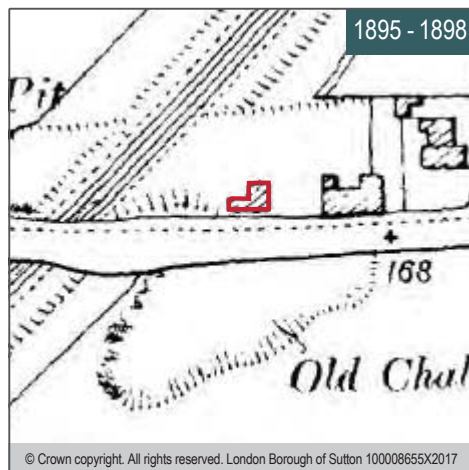 1895 - 1898
Pit
168
Old Chal
© Crown copyright. All rights reserved. London Borough of Sutton 100008655X2017